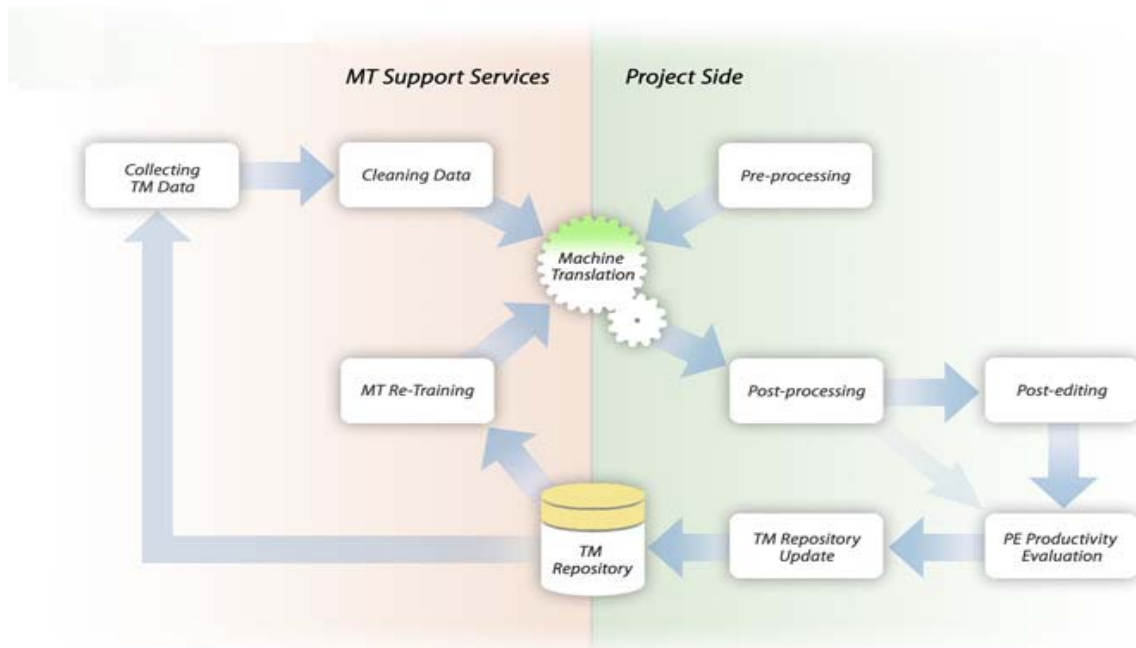 MT Support Services
Project Side
Collecting
TM Data
Cleaning Data
Pre-processing
Machine
Translation
MT Re-Training
Post-processing
Post-editing
TM
Repository
TM Repository
Update
PE Productivity
Evaluation